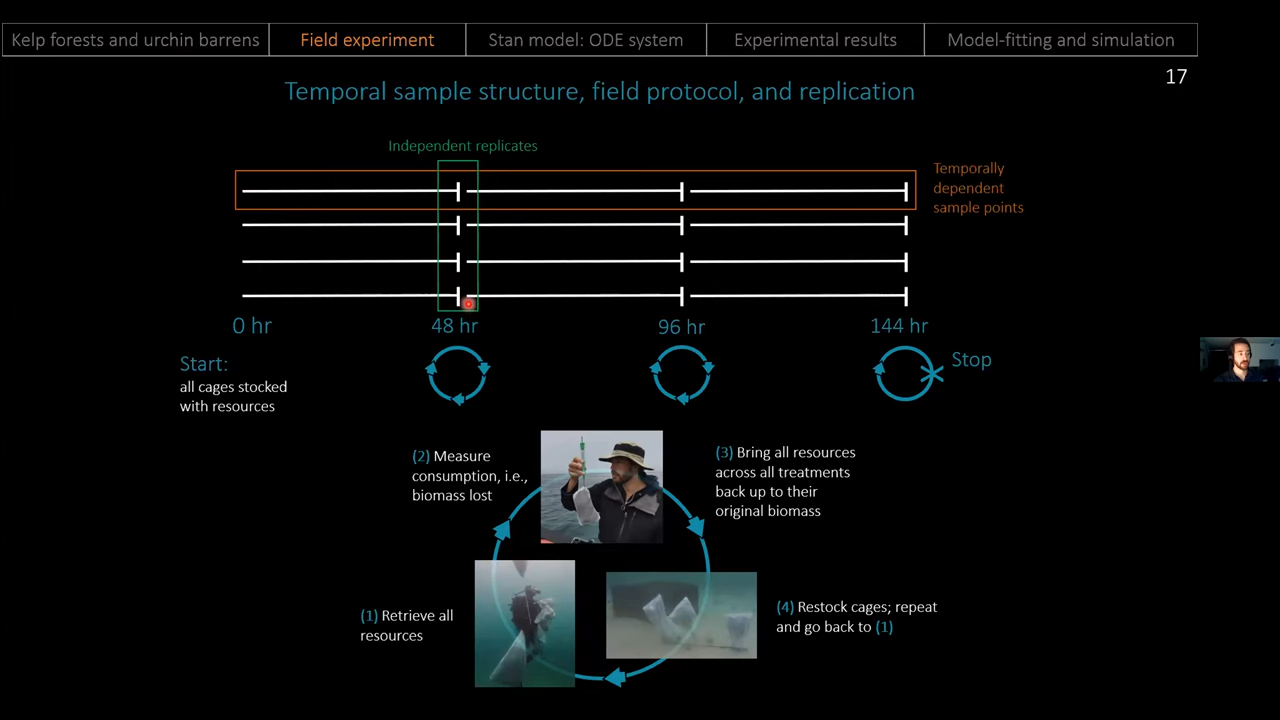 Kelp forests and urchin barrens
Field experiment
Stan model: ODE system
Experimental results
Model-fitting and simulation
17
Temporal sample structure, field protocol, and replication
Independent replicates
Temporally
dependent
sample points
0 hr
48 hr
96 hr
144 hr
Start:
all cages stocked
with resources
Stop
(2) Measure
consumption, i.e.,
biomass lost
(3) Bring all resources
across all treatments
back up to their
original biomass
(1) Retrieve all
resources
(4) Restock cages; repeat
and go back to (1)